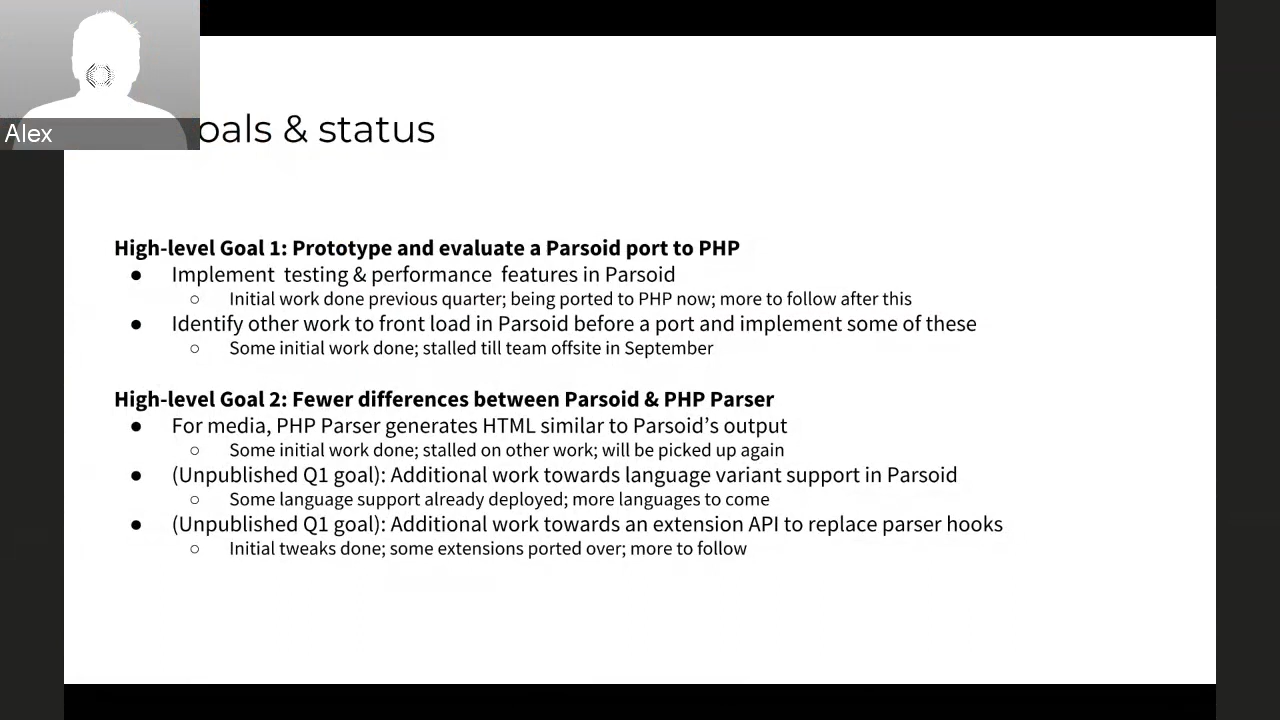 Alex
oals & status
High-level Goal 1: Prototype and evaluate a Parsoid port to PHP
● Implement testing & performance features in Parsoid
○ Initial work done previous quarter; being ported to PHP now; more to follow after this
● Identify other work to front load in Parsoid before a port and implement some of these
○ Some initial work done; stalled till team offsite in September
High-level Goal 2: Fewer differences between Parsoid & PHP Parser
● For media, PHP Parser generates HTML similar to Parsoid’s output
○ Some initial work done; stalled on other work; will be picked up again
● (Unpublished Q1 goal): Additional work towards language variant support in Parsoid
○ Some language support already deployed; more languages to come
● (Unpublished Q1 goal): Additional work towards an extension API to replace parser hooks
○ Initial tweaks done; some extensions ported over; more to follow